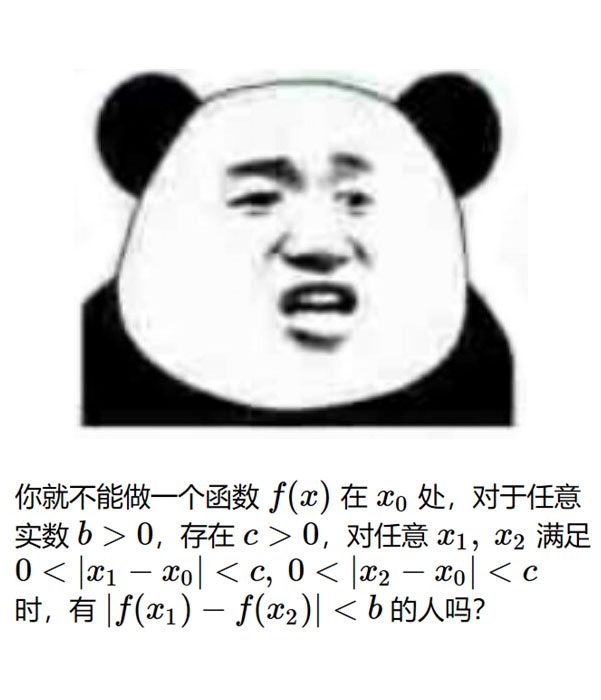 你就不能做一个函数 f(x) 在 x₀ 处，对于任意
实数 b > 0，存在 c > 0，对任意 x₁, x₂ 满足
0 < |x₁ − x₀| < c, 0 < |x₂ − x₀| < c
时，有 |f(x₁) − f(x₂)| < b 的人吗？